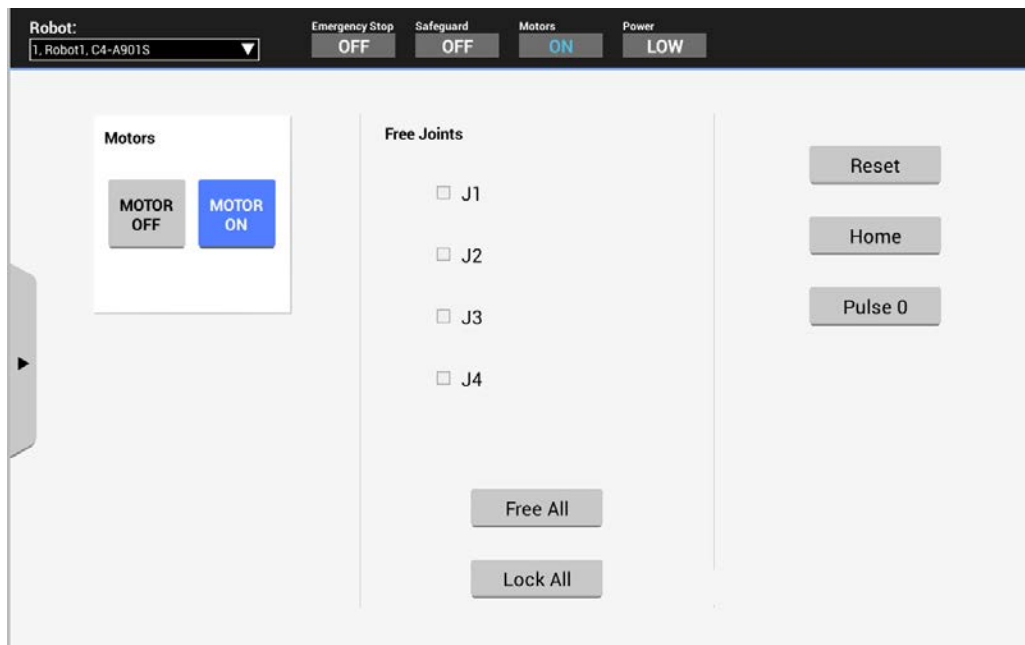 Robot:
1, Robot1, C4-A901S
Emergency Stop
OFF
Safeguard
OFF
Motors
ON
Power
LOW
Motors
MOTOR
OFF
MOTOR
ON
Free Joints
J1
J2
J3
J4
Free All
Lock All
Reset
Home
Pulse 0